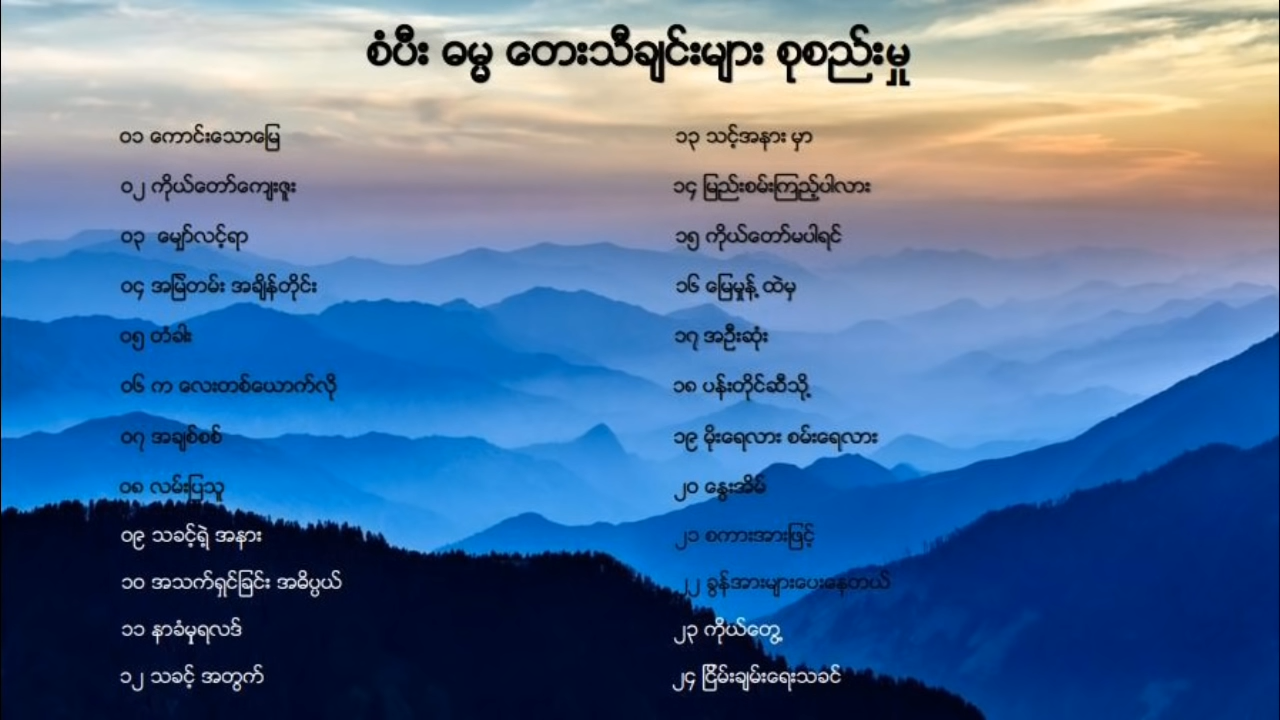 စံပီး ဓမ္မ တေးသီချင်းများ စုစည်းမှု
၀၁ ကောင်းသောမြေ
၀၂ ကိုယ်တော်ကျေးဇူး
၀၃ မျှော်လင့်ရာ
၀၄ အမြဲတမ်း အချိန်တိုင်း
၀၅ တံခါး
၀၆ က လေးတစ်ယောက်လို
၀၇ အချစ်စစ်
၀၈ လမ်းပြသူ
၀၉ သခင့်ရဲ့ အနား
၁၀ အသက်ရှင်ခြင်း အဓိပ္ပယ်
၁၁ နာခံမှုရလဒ်
၁၂ သခင့် အတွက်
၁၃ သင့်အနား မှာ
၁၄ မြည်းစမ်းကြည့်ပါလား
၁၅ ကိုယ်တော်မပါရင်
၁၆ မြေမှုန့် ထဲမှ
၁၇ အဦးဆုံး
၁၈ ပန်းတိုင်ဆီသို့
၁၉ မိုးရေလား စမ်းရေလား
၂၀ နွေးအိမ်
၂၁ စကားအားဖြင့်
၂၂ ခွန်အားများပေးနေတယ်
၂၃ ကိုယ်တွေ့
၂၄ ငြိမ်းချမ်းရေးသခင်